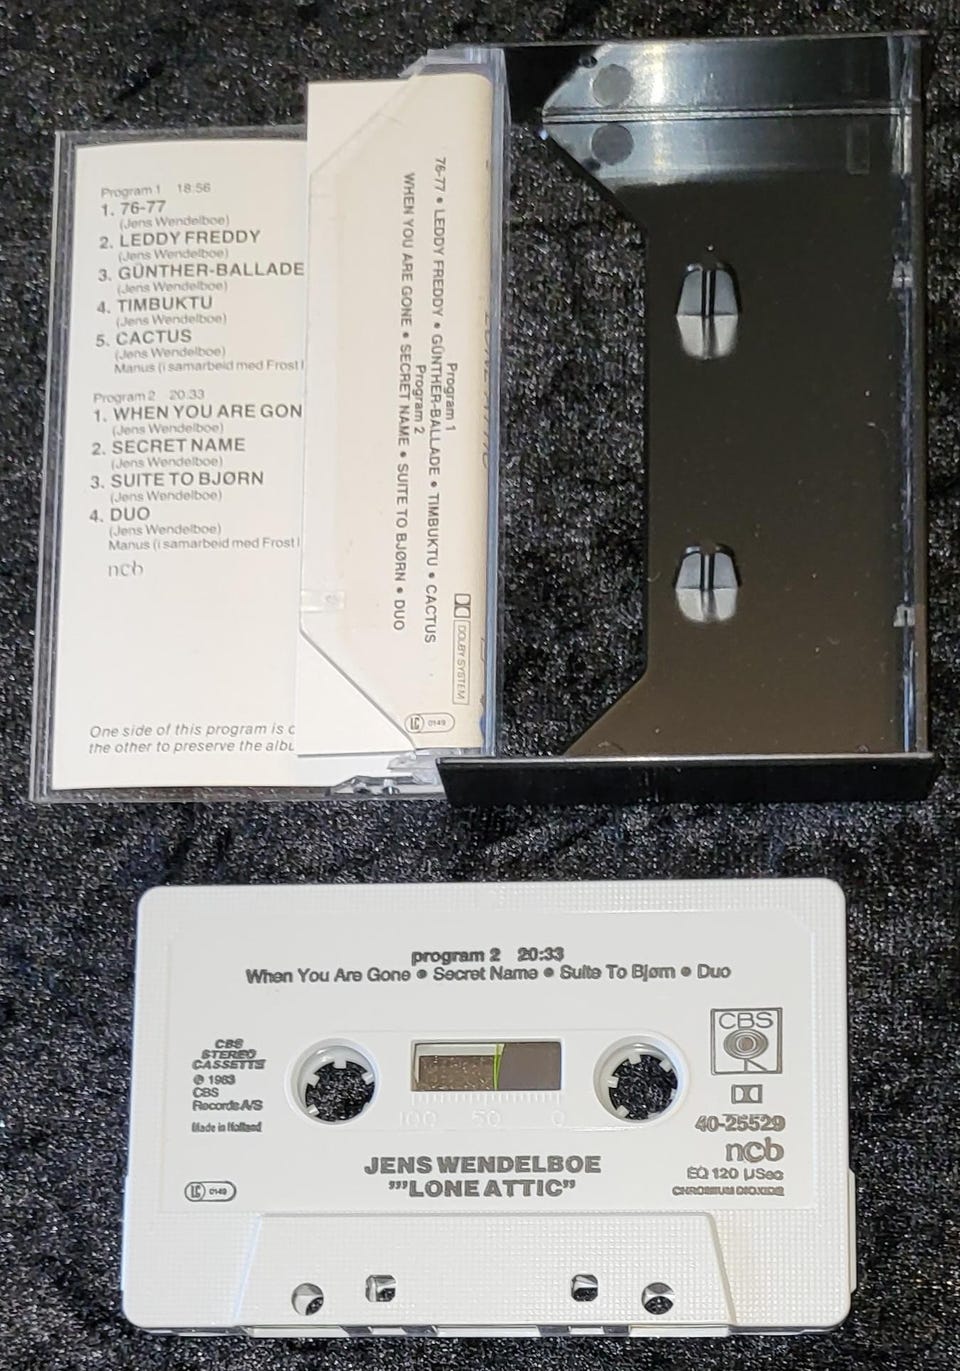 Program 1 18:56
1. 76-77
(Jens Wendelboe)
2. LEDDY FREDDY
(Jens Wendelboe)
3. GÜNTHER-BALLADE
(Jens Wendelboe)
4. TIMBUKTU
(Jens Wendelboe)
5. CACTUS
(Jens Wendelboe)
Manus (i samarbeid med Frost
Program 2 20:33
1. WHEN YOU ARE GON
(Jens Wendelboe)
2. SECRET NAME
(Jens Wendelboe)
3. SUITE TO BJØRN
(Jens Wendelboe)
4. DUO
(Jens Wendelboe)
Manus (i samarbeid med Frost
ncb
One side of this program is
the other to preserve the
Program 1
76-77 • LEDDY FREDDY • GÜNTHER-BALLADE • TIMBUKTU • CACTUS
Program 2
WHEN YOU ARE GONE • SECRET NAME • SUITE TO BJØRN • DUO
DOLBY SYSTEM
LC 0149
program 2 20:33
When You Are Gone • Secret Name • Suite To Bjørn • Duo
CBS
STEREO
CASSETTE
℗ 1983
CBS
Records A/S
Made in Holland
LC 0149
100 50 0
CBS
40-25529
ncb
EQ 120 µSec
CHROMIUM DIOXIDE
JENS WENDELBOE
"'LONE ATTIC"